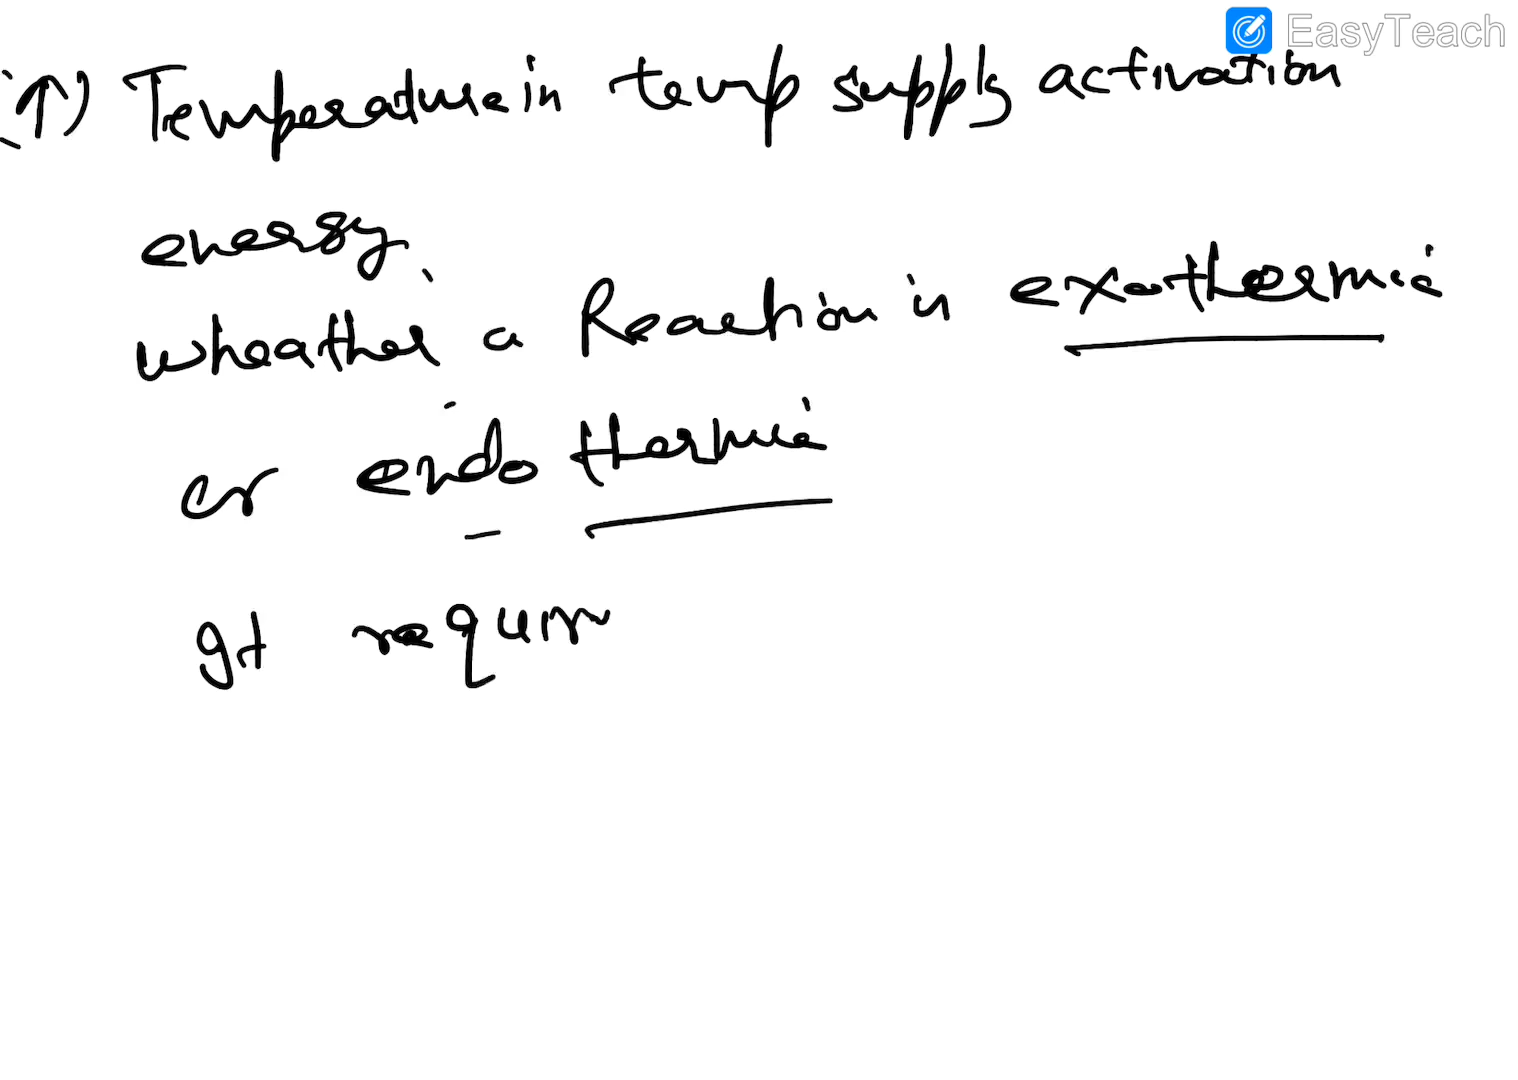 EasyTeach
(↑) Temperature in temp supply activation
energy.
wheather a Reaction is exothermic
or endo thermic
It requir